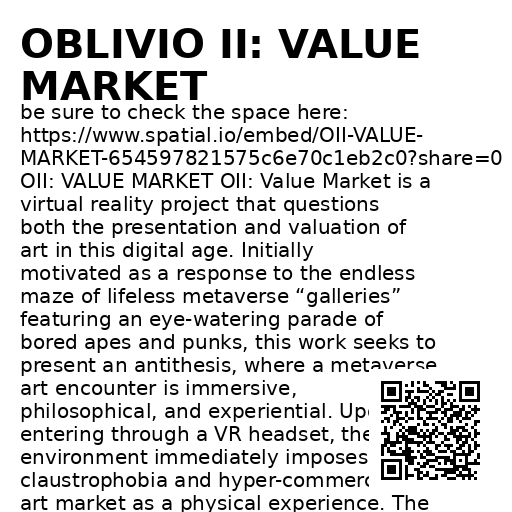 OBLIVIO II: VALUE
MARKET
be sure to check the space here:
https://www.spatial.io/embed/OII-VALUE-
MARKET-654597821575c6e70c1eb2c0?share=0
OII: VALUE MARKET OII: Value Market is a
virtual reality project that questions
both the presentation and valuation of
art in this digital age. Initially
motivated as a response to the endless
maze of lifeless metaverse “galleries”
featuring an eye-watering parade of
bored apes and punks, this work seeks to
present an antithesis, where a metaverse
art encounter is immersive,
philosophical, and experiential.
entering through a VR headset, the
environment immediately imposes
claustrophobia and
art market as a physical experience. The